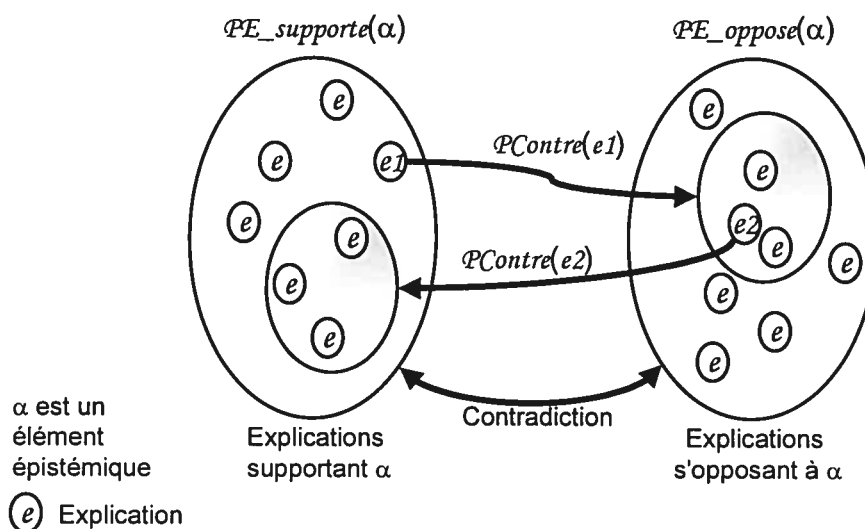 PE_supporte(α)
PE_oppose(α)
e
e
e
e1
PContre(e1)
e
e
e2
e
e
e
e
PContre(e2)
e
e
e
e
e
e
Contradiction
α est un
élément
épistémique
Explications
supportant α
Explications
s'opposant à α
e Explication